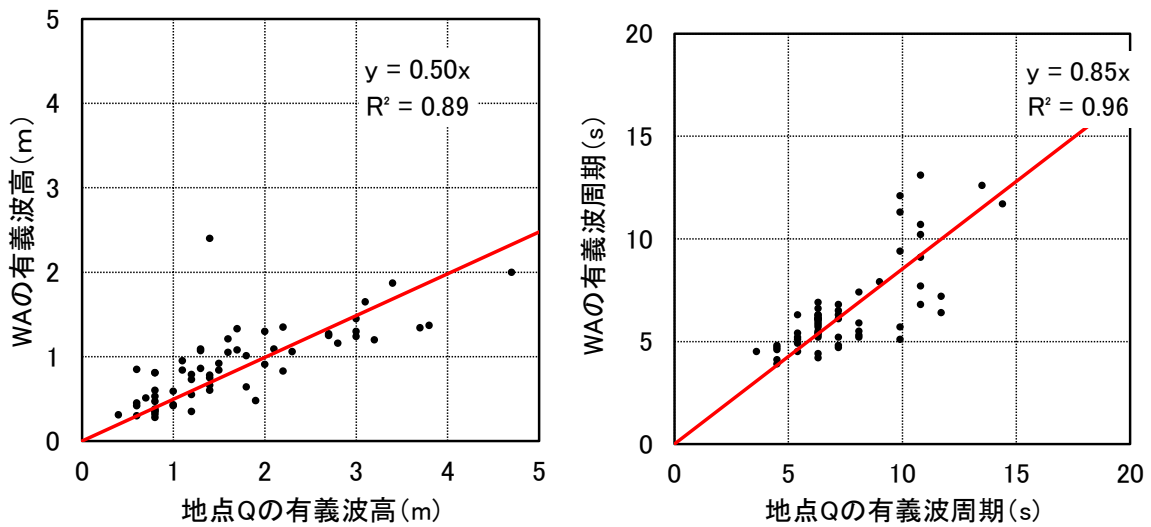 5
4
3
2
1
0
0 1 2 3 4 5
WAの有義波高(m)
地点Qの有義波高(m)
y = 0.50x
R² = 0.89
20
15
10
5
0
0 5 10 15 20
WAの有義波周期(s)
地点Qの有義波周期(s)
y = 0.85x
R² = 0.96